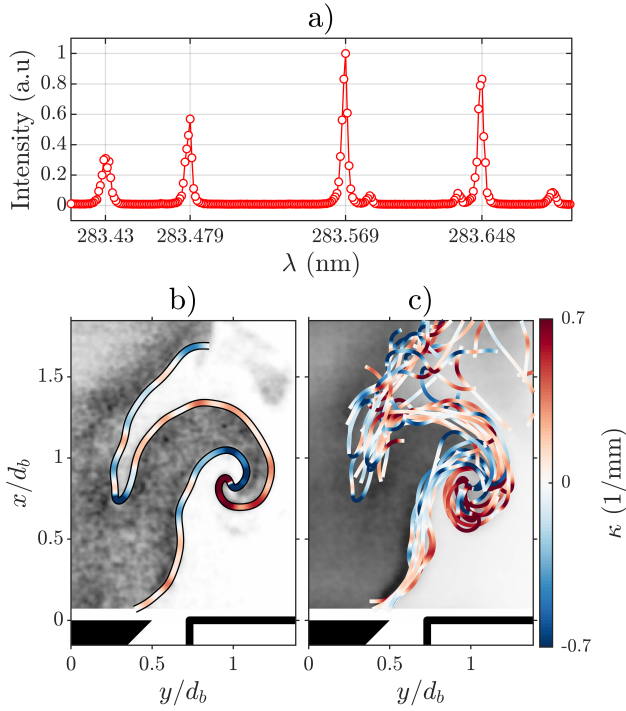 a)
Intensity (a.u)
1
0.8
0.6
0.4
0.2
0
283.43 283.479 283.569 283.648
λ (nm)
b) c)
x/d_b
1.5
1
0.5
0
0 0.5 1
y/d_b
0 0.5 1
y/d_b
0.7
0
-0.7
κ (1/mm)